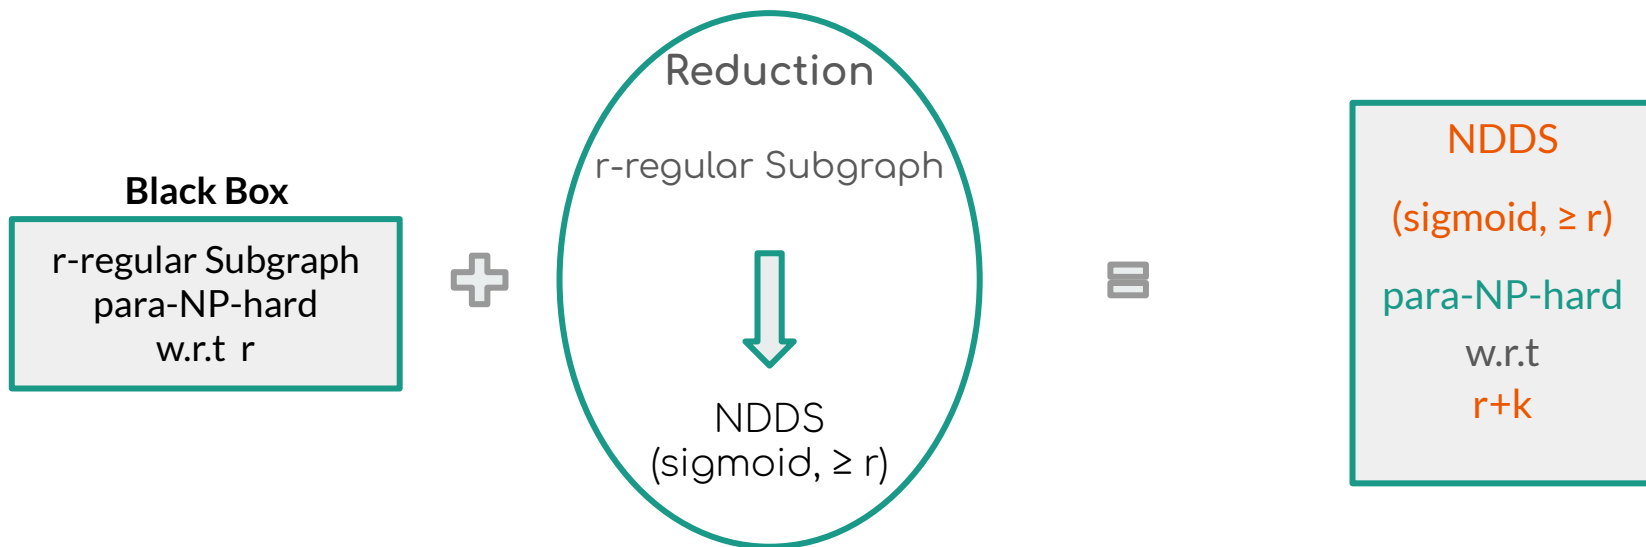 Black Box
r-regular Subgraph
para-NP-hard
w.r.t r
Reduction
r-regular Subgraph
NDDS
(sigmoid, ≥ r)
NDDS
(sigmoid, ≥ r)
para-NP-hard
w.r.t
r+k